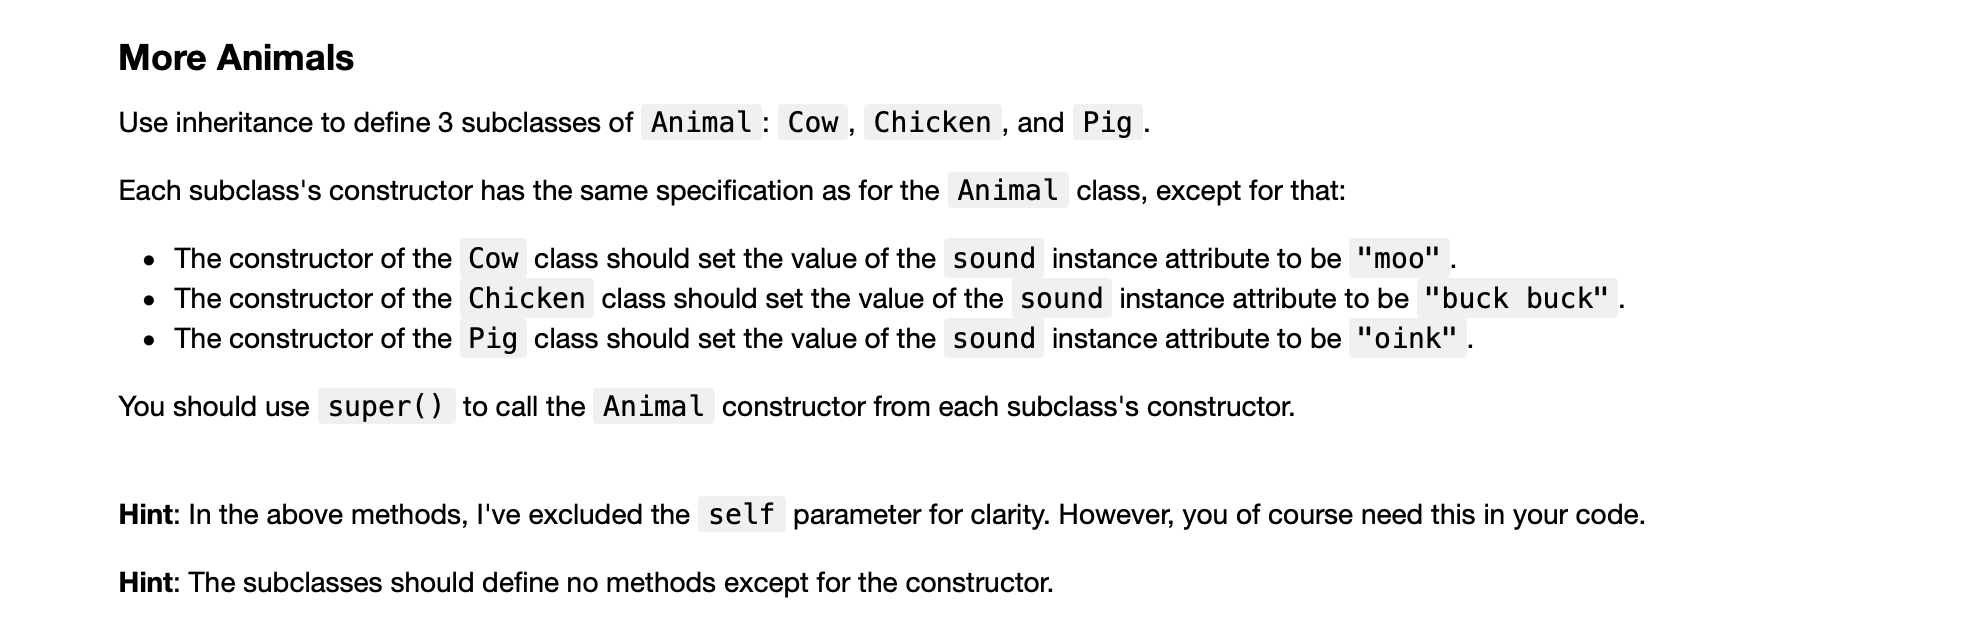 More Animals
Use inheritance to define 3 subclasses of Animal: Cow, Chicken, and Pig.
Each subclass's constructor has the same specification as for the Animal class, except for that:
• The constructor of the Cow class should set the value of the sound instance attribute to be "moo".
• The constructor of the Chicken class should set the value of the sound instance attribute to be "buck buck".
• The constructor of the Pig class should set the value of the sound instance attribute to be "oink".
You should use super() to call the Animal constructor from each subclass's constructor.
Hint: In the above methods, I've excluded the self parameter for clarity. However, you of course need this in your code.
Hint: The subclasses should define no methods except for the constructor.